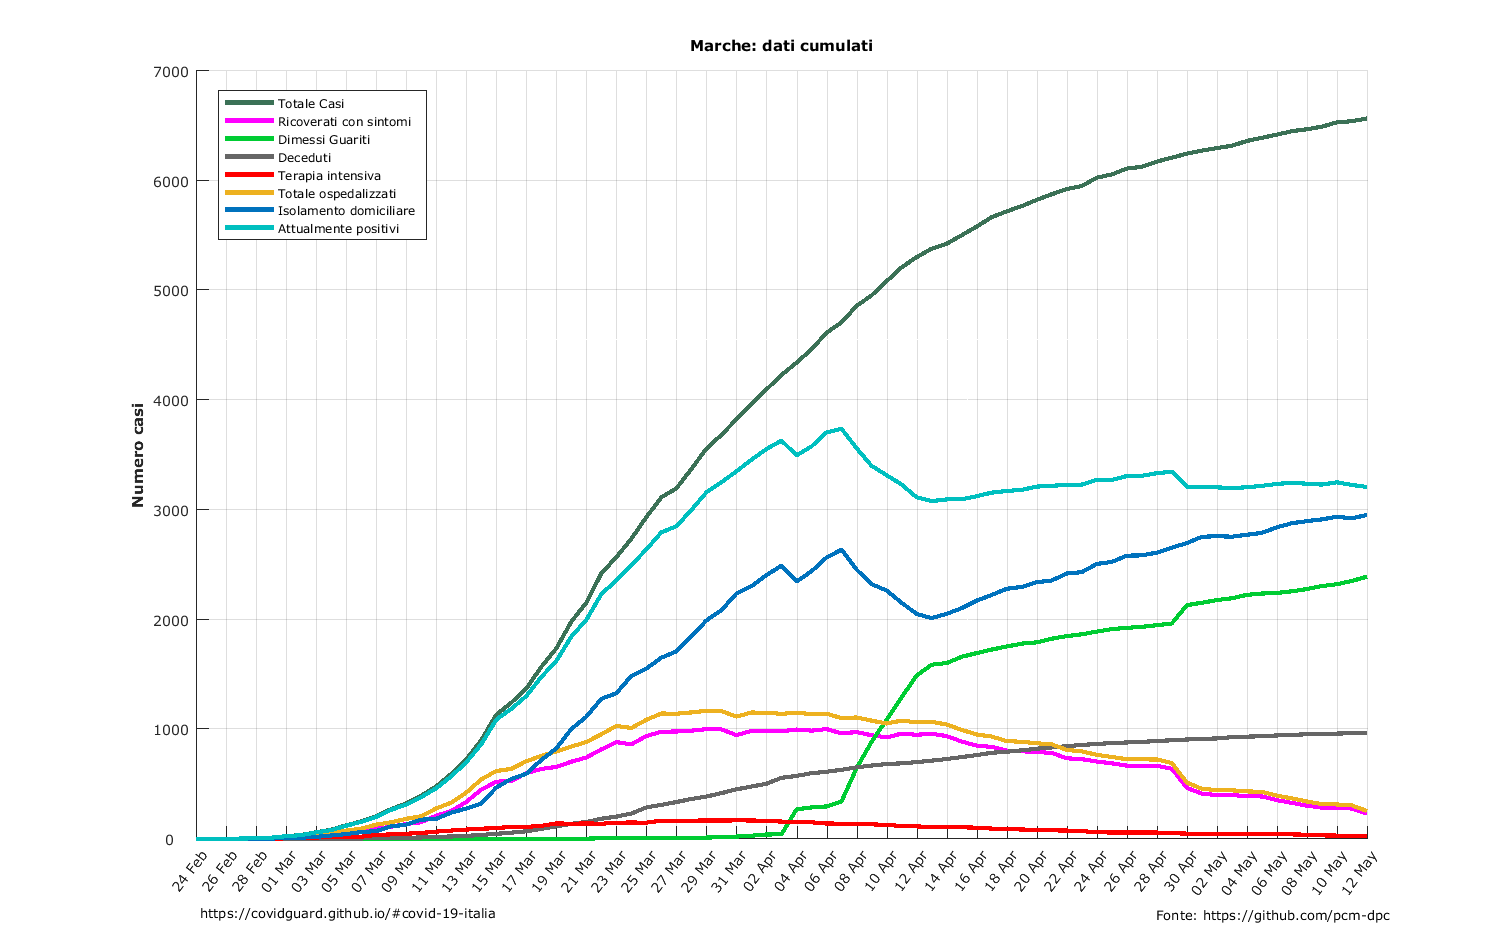 Marche: dati cumulati
7000
6000
5000
4000
3000
2000
1000
0
Numero casi
Totale Casi
Ricoverati con sintomi
Dimessi Guariti
Deceduti
Terapia intensiva
Totale ospedalizzati
Isolamento domiciliare
Attualmente positivi
24 Feb
26 Feb
28 Feb
01 Mar
03 Mar
05 Mar
07 Mar
09 Mar
11 Mar
13 Mar
15 Mar
17 Mar
19 Mar
21 Mar
23 Mar
25 Mar
27 Mar
29 Mar
31 Mar
02 Apr
04 Apr
06 Apr
08 Apr
10 Apr
12 Apr
14 Apr
16 Apr
18 Apr
20 Apr
22 Apr
24 Apr
26 Apr
28 Apr
30 Apr
02 May
04 May
06 May
08 May
10 May
12 May
https://covidguard.github.io/#covid-19-italia
Fonte: https://github.com/pcm-dpc